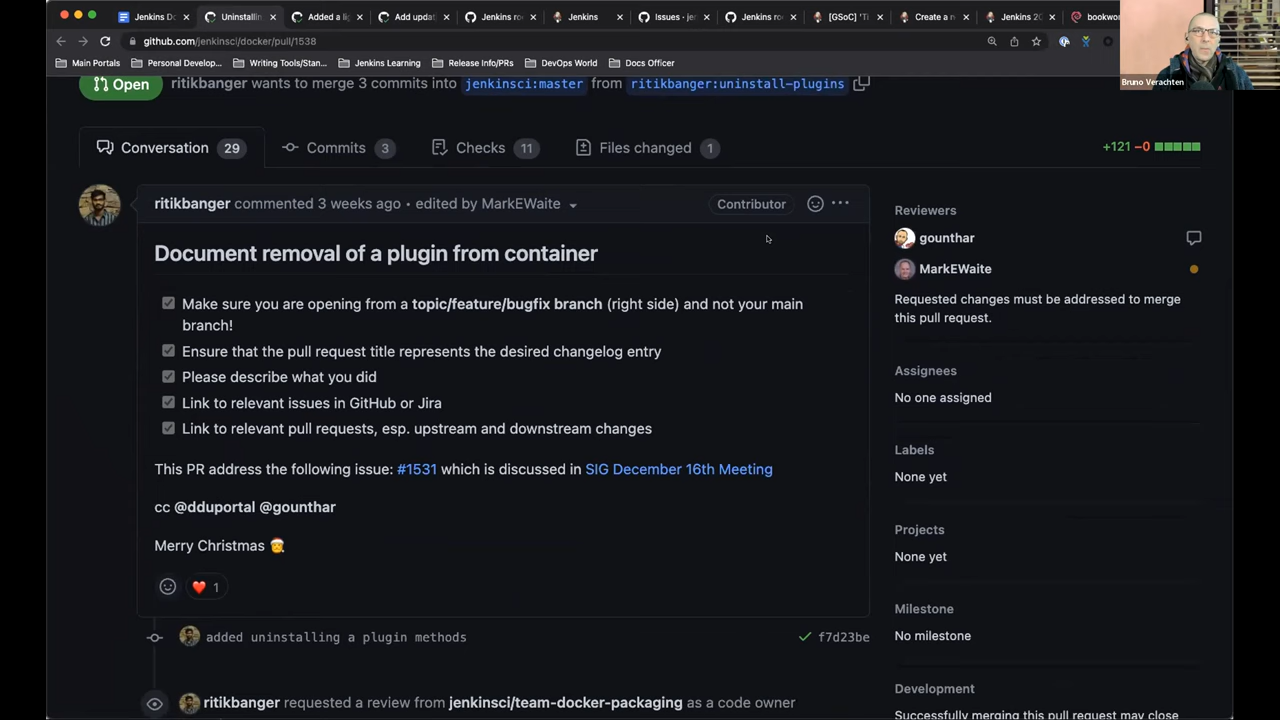 Jenkins Do
Uninstallin
Added a lig
Add updat
Jenkins ro
Jenkins
Issues · jen
Jenkins ro
[GSoC] 'Ti
Create a n
Jenkins 20
bookwo
github.com/jenkinsci/docker/pull/1538
Main Portals
Personal Develop...
Writing Tools/Stan...
Jenkins Learning
Release Info/PRs
DevOps World
Docs Officer
Bruno Verachten
Open
ritikbanger wants to merge 3 commits into jenkinsci:master from ritikbanger:uninstall-plugins
Conversation 29
Commits 3
Checks 11
Files changed 1
+121 −0
ritikbanger commented 3 weeks ago • edited by MarkEWaite
Contributor
Document removal of a plugin from container
Make sure you are opening from a topic/feature/bugfix branch (right side) and not your main
branch!
Ensure that the pull request title represents the desired changelog entry
Please describe what you did
Link to relevant issues in GitHub or Jira
Link to relevant pull requests, esp. upstream and downstream changes
This PR address the following issue: #1531 which is discussed in SIG December 16th Meeting
cc @dduportal @gounthar
Merry Christmas
1
added uninstalling a plugin methods
f7d23be
ritikbanger requested a review from jenkinsci/team-docker-packaging as a code owner
Reviewers
gounthar
MarkEWaite
Requested changes must be addressed to merge
this pull request.
Assignees
No one assigned
Labels
None yet
Projects
None yet
Milestone
No milestone
Development
Successfully merging this pull request may close